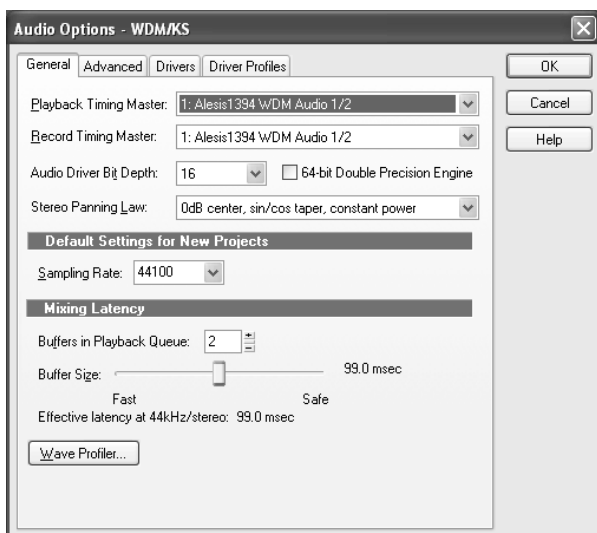 Audio Options - WDM/KS
General Advanced Drivers Driver Profiles
OK
Cancel
Help
Playback Timing Master: 1: Alesis1394 WDM Audio 1/2
Record Timing Master: 1: Alesis1394 WDM Audio 1/2
Audio Driver Bit Depth: 16 64-bit Double Precision Engine
Stereo Panning Law: 0dB center, sin/cos taper, constant power
Default Settings for New Projects
Sampling Rate: 44100
Mixing Latency
Buffers in Playback Queue: 2
Buffer Size: 99.0 msec
Fast Safe
Effective latency at 44kHz/stereo: 99.0 msec
Wave Profiler...